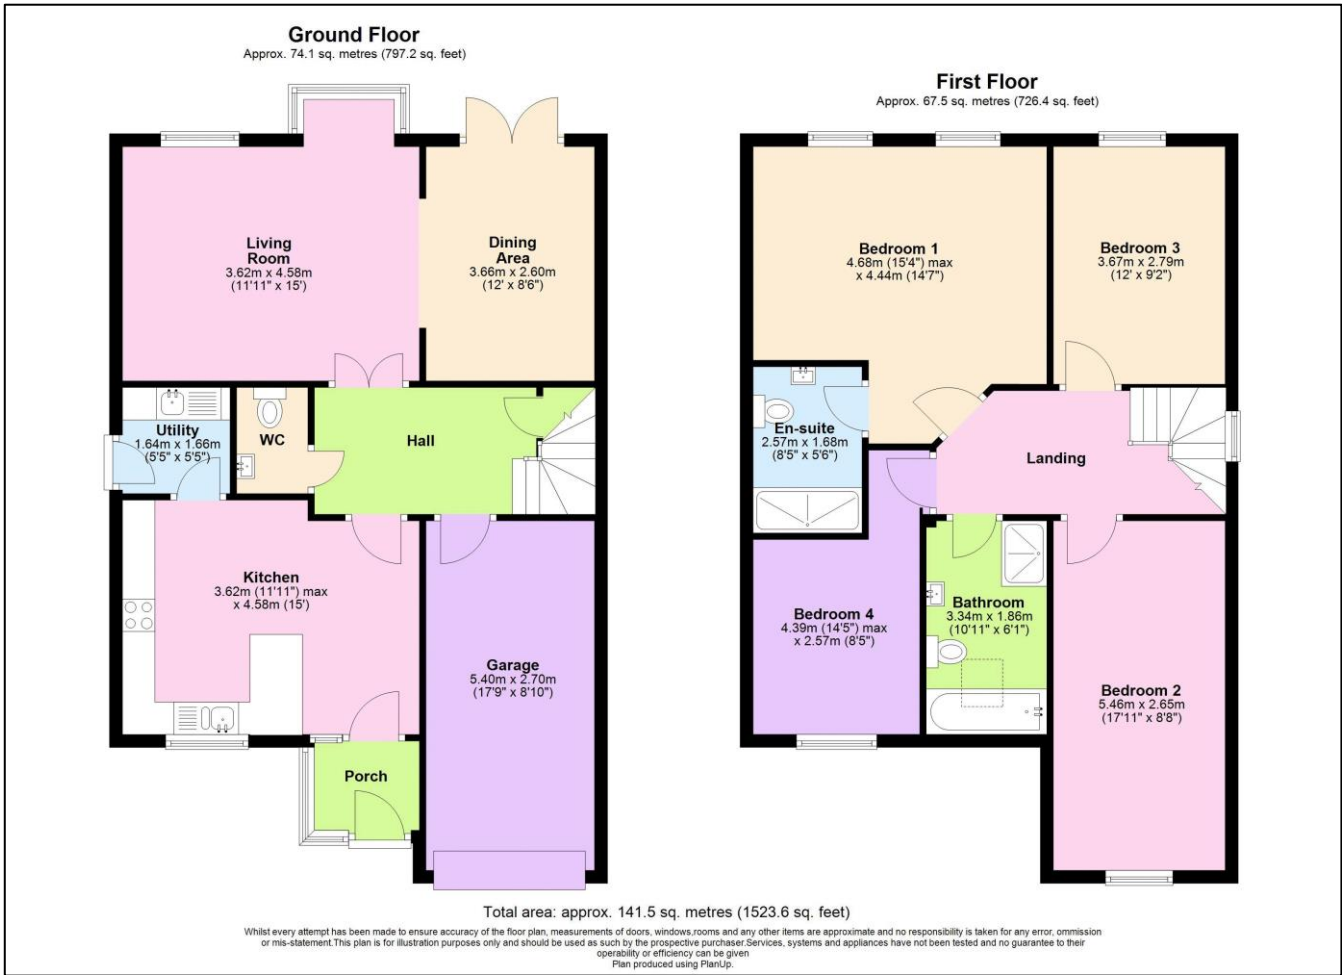 Ground Floor
Approx. 74.1 sq. metres (797.2 sq. feet)
Living
Room
3.62m x 4.58m
(11'11" x 15')
Dining
Area
3.66m x 2.60m
(12' x 8'6")
Utility
1.64m x 1.66m
(5'5" x 5'5")
WC
Hall
Kitchen
3.62m (11'11") max
x 4.58m (15')
Garage
5.40m x 2.70m
(17'9" x 8'10")
Porch
First Floor
Approx. 67.5 sq. metres (726.4 sq. feet)
Bedroom 1
4.68m (15'4") max
x 4.44m (14'7")
Bedroom 3
3.67m x 2.79m
(12' x 9'2")
En-suite
2.57m x 1.68m
(8'5" x 5'6")
Landing
Bedroom 4
4.39m (14'5") max
x 2.57m (8'5")
Bathroom
3.34m x 1.86m
(10'11" x 6'1")
Bedroom 2
5.46m x 2.65m
(17'11" x 8'8")
Total area: approx. 141.5 sq. metres (1523.6 sq. feet)
Whilst every attempt has been made to ensure accuracy of the floor plan, measurements of doors, windows,rooms and any other items are approximate and no responsibility is taken for any error, ommission
or mis-statement.This plan is for illustration purposes only and should be used as such by the prospective purchaser.Services, systems and appliances have not been tested and no guarantee to their
operability or efficiency can be given
Plan produced using PlanUp.